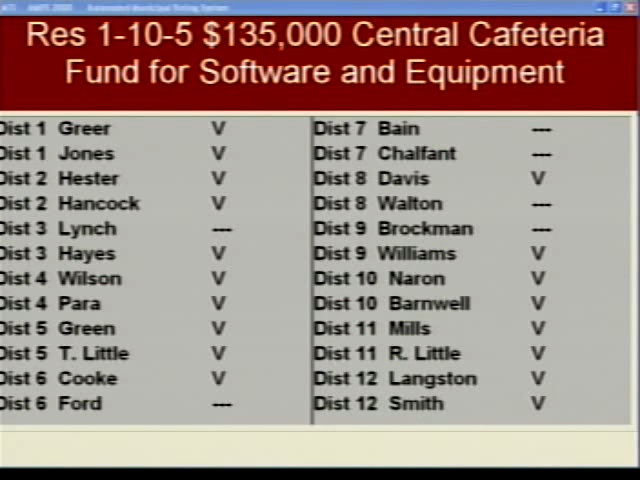 Automated Municipal Voting System
Res 1-10-5 $135,000 Central Cafeteria
Fund for Software and Equipment
Dist 1 Greer V
Dist 1 Jones V
Dist 2 Hester V
Dist 2 Hancock V
Dist 3 Lynch ---
Dist 3 Hayes V
Dist 4 Wilson V
Dist 4 Para V
Dist 5 Green V
Dist 5 T. Little V
Dist 6 Cooke V
Dist 6 Ford ---
Dist 7 Bain ---
Dist 7 Chalfant ---
Dist 8 Davis V
Dist 8 Walton ---
Dist 9 Brockman ---
Dist 9 Williams V
Dist 10 Naron V
Dist 10 Barnwell V
Dist 11 Mills V
Dist 11 R. Little V
Dist 12 Langston V
Dist 12 Smith V